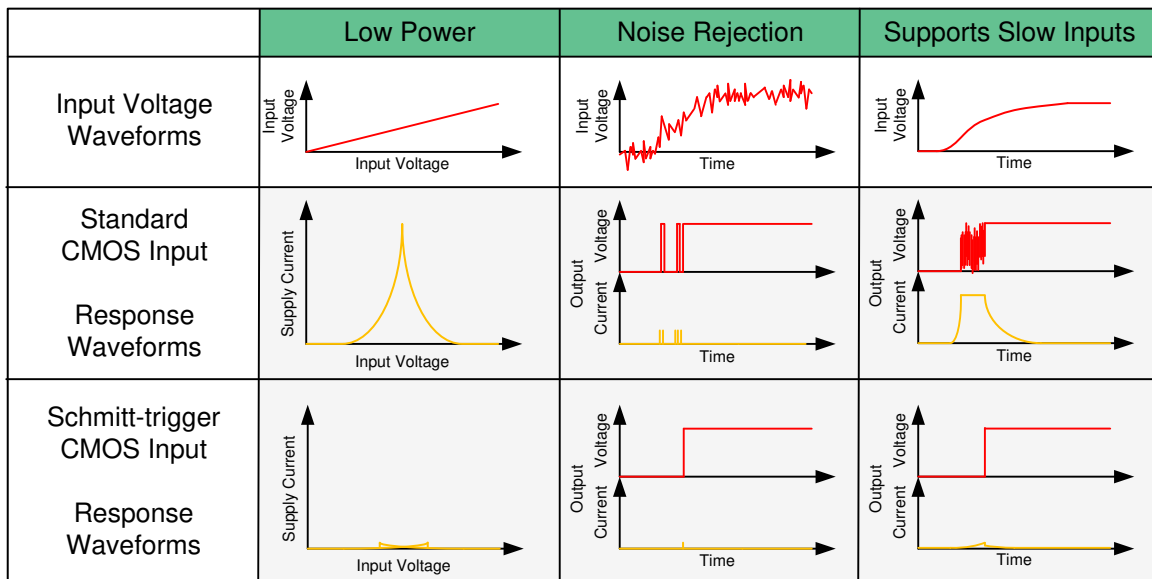 Low Power
Noise Rejection
Supports Slow Inputs
Input Voltage
Waveforms
Input
Voltage
Input Voltage
Input
Voltage
Time
Input
Voltage
Time
Standard
CMOS Input
Response
Waveforms
Supply Current
Input Voltage
Output
Voltage
Current
Time
Output
Voltage
Current
Time
Schmitt-trigger
CMOS Input
Response
Waveforms
Supply Current
Input Voltage
Output
Voltage
Current
Time
Output
Voltage
Current
Time